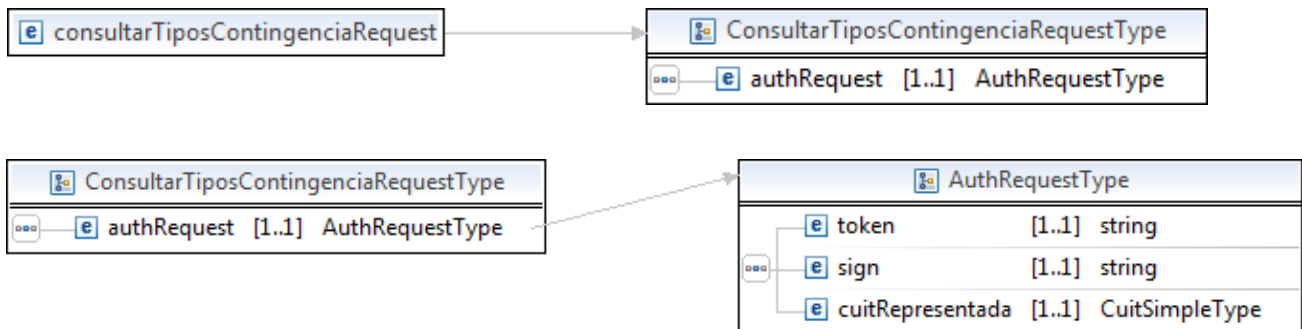 e consultarTiposContingenciaRequest
ConsultarTiposContingenciaRequestType
e authRequest [1..1] AuthRequestType
ConsultarTiposContingenciaRequestType
e authRequest [1..1] AuthRequestType
AuthRequestType
e token [1..1] string
e sign [1..1] string
e cuitRepresentada [1..1] CuitSimpleType